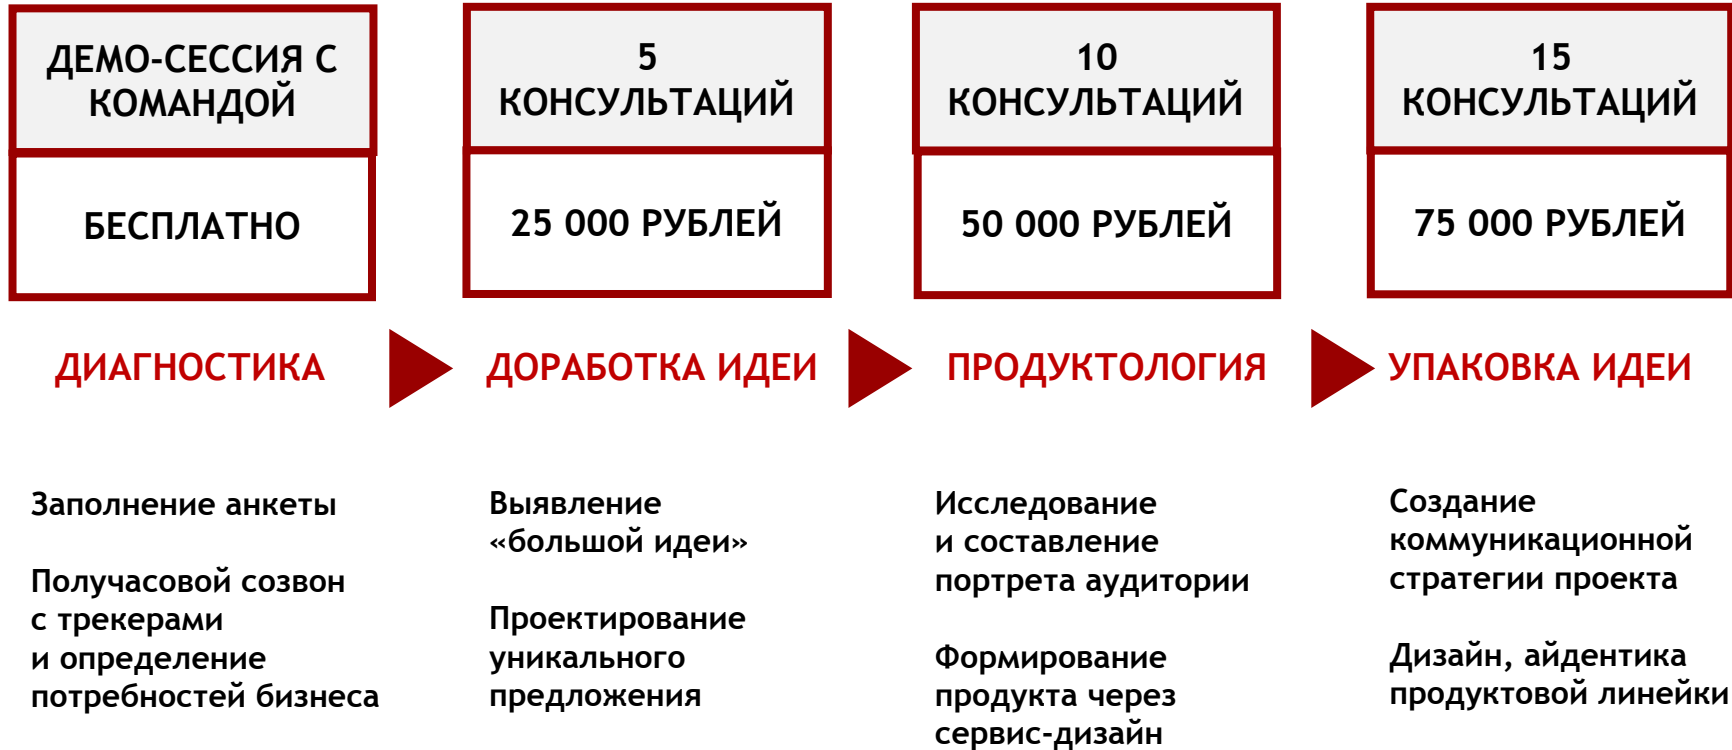 ДЕМО-СЕССИЯ С
КОМАНДОЙ
БЕСПЛАТНО
5
КОНСУЛЬТАЦИЙ
25 000 РУБЛЕЙ
10
КОНСУЛЬТАЦИЙ
50 000 РУБЛЕЙ
15
КОНСУЛЬТАЦИЙ
75 000 РУБЛЕЙ
ДИАГНОСТИКА
ДОРАБОТКА ИДЕИ
ПРОДУКТОЛОГИЯ
УПАКОВКА ИДЕИ
Заполнение анкеты
Получасовой созвон
с трекерами
и определение
потребностей бизнеса
Выявление
«большой идеи»
Проектирование
уникального
предложения
Исследование
и составление
портрета аудитории
Формирование
продукта через
сервис-дизайн
Создание
коммуникационной
стратегии проекта
Дизайн, айдентика
продуктовой линейки